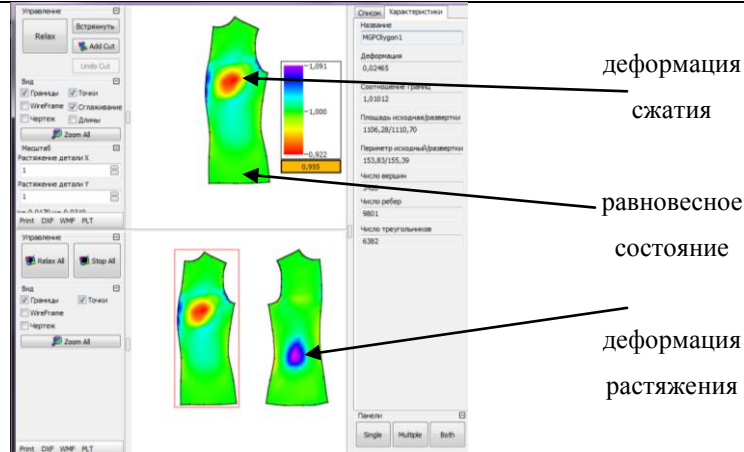 Управление
Relax
Встряхнуть
Add Cut
Undo Cut
Вид
Границы
Точки
WireFrame
Сглаживание
Чертеж
Длины
Zoom All
Масштаб
Растяжение детали X
1
Растяжение детали Y
1
Print DXF WMF PLT
Управление
Relax All
Stop All
Вид
Границы
Точки
WireFrame
Чертеж
Zoom All
Print DXF WMF PLT
1,091
1,000
0,922
0,955
Список
Характеристики
Название
MGPOlygon1
Деформация
0,02465
Соотношение границ
1,01012
Площадь исходная/развертки
1106,28/1110,70
Периметр исходный/развертки
153,83/155,39
Число вершин
Число ребер
9801
Число треугольников
6382
Панели
Single
Multiple
Both
деформация
сжатия
равновесное
состояние
деформация
растяжения